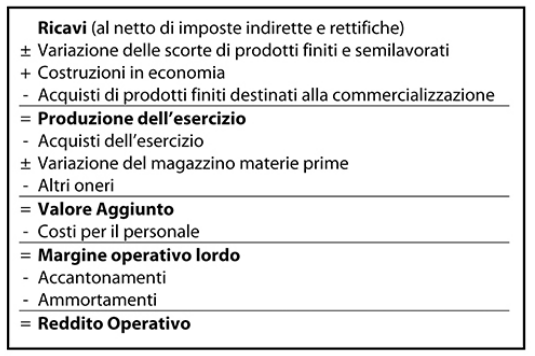 Ricavi (al netto di imposte indirette e rettifiche)
± Variazione delle scorte di prodotti finiti e semilavorati
+ Costruzioni in economia
- Acquisti di prodotti finiti destinati alla commercializzazione
= Produzione dell’esercizio
- Acquisti dell’esercizio
± Variazione del magazzino materie prime
- Altri oneri
= Valore Aggiunto
- Costi per il personale
= Margine operativo lordo
- Accantonamenti
- Ammortamenti
= Reddito Operativo